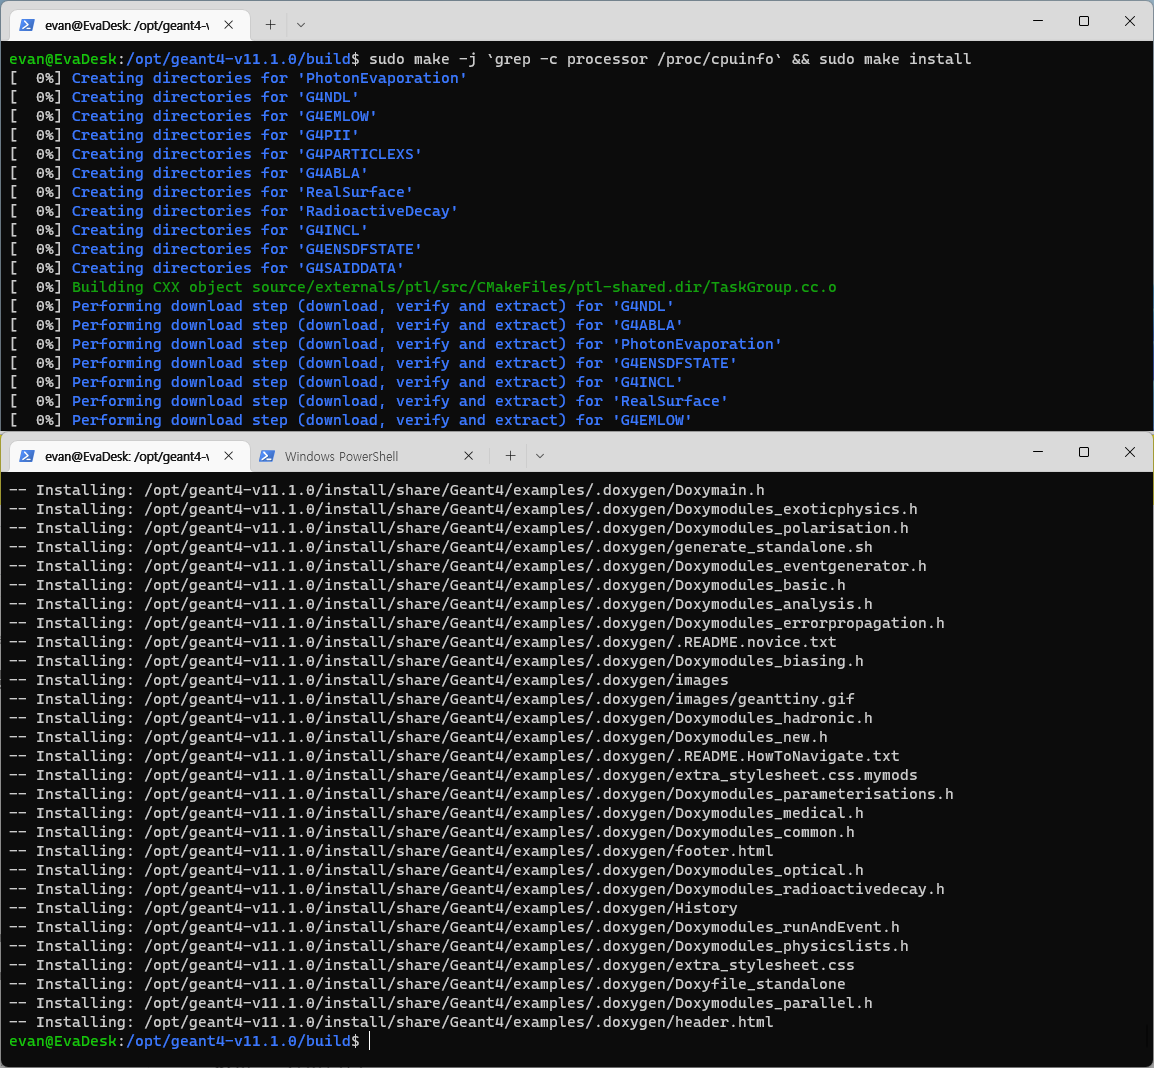 evan@EvaDesk: /opt/geant4-v
evan@EvaDesk:/opt/geant4-v11.1.0/build$ sudo make -j `grep -c processor /proc/cpuinfo` && sudo make install
[  0%] Creating directories for 'PhotonEvaporation'
[  0%] Creating directories for 'G4NDL'
[  0%] Creating directories for 'G4EMLOW'
[  0%] Creating directories for 'G4PII'
[  0%] Creating directories for 'G4PARTICLEXS'
[  0%] Creating directories for 'G4ABLA'
[  0%] Creating directories for 'RealSurface'
[  0%] Creating directories for 'RadioactiveDecay'
[  0%] Creating directories for 'G4INCL'
[  0%] Creating directories for 'G4ENSDFSTATE'
[  0%] Creating directories for 'G4SAIDDATA'
[  0%] Building CXX object source/externals/ptl/src/CMakeFiles/ptl-shared.dir/TaskGroup.cc.o
[  0%] Performing download step (download, verify and extract) for 'G4NDL'
[  0%] Performing download step (download, verify and extract) for 'G4ABLA'
[  0%] Performing download step (download, verify and extract) for 'PhotonEvaporation'
[  0%] Performing download step (download, verify and extract) for 'G4ENSDFSTATE'
[  0%] Performing download step (download, verify and extract) for 'G4INCL'
[  0%] Performing download step (download, verify and extract) for 'RealSurface'
[  0%] Performing download step (download, verify and extract) for 'G4EMLOW'
evan@EvaDesk: /opt/geant4-v Windows PowerShell
-- Installing: /opt/geant4-v11.1.0/install/share/Geant4/examples/.doxygen/Doxymain.h
-- Installing: /opt/geant4-v11.1.0/install/share/Geant4/examples/.doxygen/Doxymodules_exoticphysics.h
-- Installing: /opt/geant4-v11.1.0/install/share/Geant4/examples/.doxygen/Doxymodules_polarisation.h
-- Installing: /opt/geant4-v11.1.0/install/share/Geant4/examples/.doxygen/generate_standalone.sh
-- Installing: /opt/geant4-v11.1.0/install/share/Geant4/examples/.doxygen/Doxymodules_eventgenerator.h
-- Installing: /opt/geant4-v11.1.0/install/share/Geant4/examples/.doxygen/Doxymodules_basic.h
-- Installing: /opt/geant4-v11.1.0/install/share/Geant4/examples/.doxygen/Doxymodules_analysis.h
-- Installing: /opt/geant4-v11.1.0/install/share/Geant4/examples/.doxygen/Doxymodules_errorpropagation.h
-- Installing: /opt/geant4-v11.1.0/install/share/Geant4/examples/.doxygen/.README.novice.txt
-- Installing: /opt/geant4-v11.1.0/install/share/Geant4/examples/.doxygen/Doxymodules_biasing.h
-- Installing: /opt/geant4-v11.1.0/install/share/Geant4/examples/.doxygen/images
-- Installing: /opt/geant4-v11.1.0/install/share/Geant4/examples/.doxygen/images/geanttiny.gif
-- Installing: /opt/geant4-v11.1.0/install/share/Geant4/examples/.doxygen/Doxymodules_hadronic.h
-- Installing: /opt/geant4-v11.1.0/install/share/Geant4/examples/.doxygen/Doxymodules_new.h
-- Installing: /opt/geant4-v11.1.0/install/share/Geant4/examples/.doxygen/.README.HowToNavigate.txt
-- Installing: /opt/geant4-v11.1.0/install/share/Geant4/examples/.doxygen/extra_stylesheet.css.mymods
-- Installing: /opt/geant4-v11.1.0/install/share/Geant4/examples/.doxygen/Doxymodules_parameterisations.h
-- Installing: /opt/geant4-v11.1.0/install/share/Geant4/examples/.doxygen/Doxymodules_medical.h
-- Installing: /opt/geant4-v11.1.0/install/share/Geant4/examples/.doxygen/Doxymodules_common.h
-- Installing: /opt/geant4-v11.1.0/install/share/Geant4/examples/.doxygen/footer.html
-- Installing: /opt/geant4-v11.1.0/install/share/Geant4/examples/.doxygen/Doxymodules_optical.h
-- Installing: /opt/geant4-v11.1.0/install/share/Geant4/examples/.doxygen/Doxymodules_radioactivedecay.h
-- Installing: /opt/geant4-v11.1.0/install/share/Geant4/examples/.doxygen/History
-- Installing: /opt/geant4-v11.1.0/install/share/Geant4/examples/.doxygen/Doxymodules_runAndEvent.h
-- Installing: /opt/geant4-v11.1.0/install/share/Geant4/examples/.doxygen/Doxymodules_physicslists.h
-- Installing: /opt/geant4-v11.1.0/install/share/Geant4/examples/.doxygen/extra_stylesheet.css
-- Installing: /opt/geant4-v11.1.0/install/share/Geant4/examples/.doxygen/Doxyfile_standalone
-- Installing: /opt/geant4-v11.1.0/install/share/Geant4/examples/.doxygen/Doxymodules_parallel.h
-- Installing: /opt/geant4-v11.1.0/install/share/Geant4/examples/.doxygen/header.html
evan@EvaDesk:/opt/geant4-v11.1.0/build$